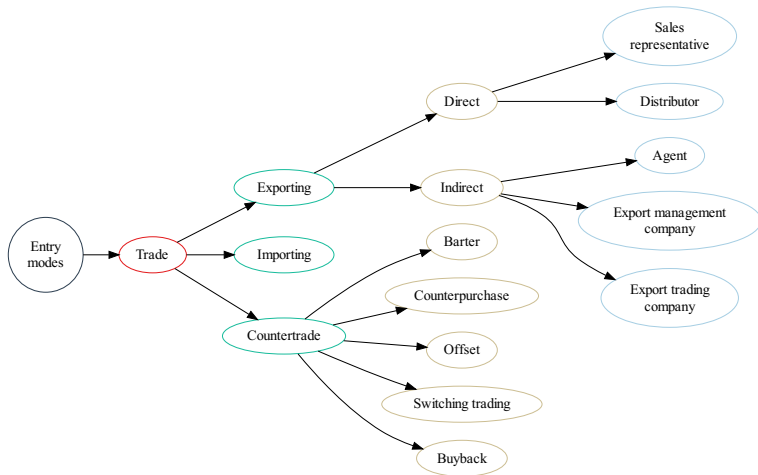 Entry
modes
Trade
Exporting
Importing
Countertrade
Direct
Indirect
Barter
Counterpurchase
Offset
Switching trading
Buyback
Sales
representative
Distributor
Agent
Export management
company
Export trading
company